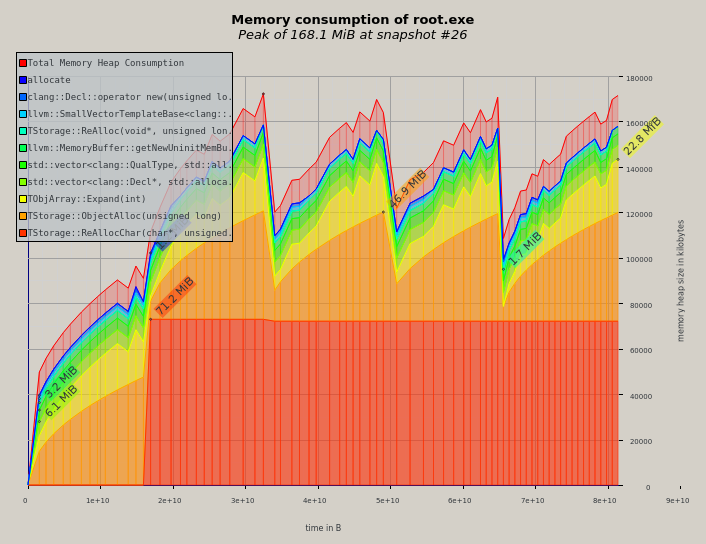 Memory consumption of root.exe
Peak of 168.1 MiB at snapshot #26
Total Memory Heap Consumption
allocate
clang::Decl::operator new(unsigned lo.
llvm::SmallVectorTemplateBase<clang::.
TStorage::ReAlloc(void*, unsigned lon.
llvm::MemoryBuffer::getNewUninitMemBu.
std::vector<clang::QualType, std::all.
std::vector<clang::Decl*, std::alloca.
TObjArray::Expand(int)
TStorage::ObjectAlloc(unsigned long)
TStorage::ReAllocChar(char*, unsigned.
180000
160000
140000
120000
100000
80000
60000
40000
20000
0
memory heap size in kilobytes
22.8 MiB
46.9 MiB
1.7 MiB
71.2 MiB
3.2 MiB
6.1 MiB
0 1e+10 2e+10 3e+10 4e+10 5e+10 6e+10 7e+10 8e+10 9e+10
time in B